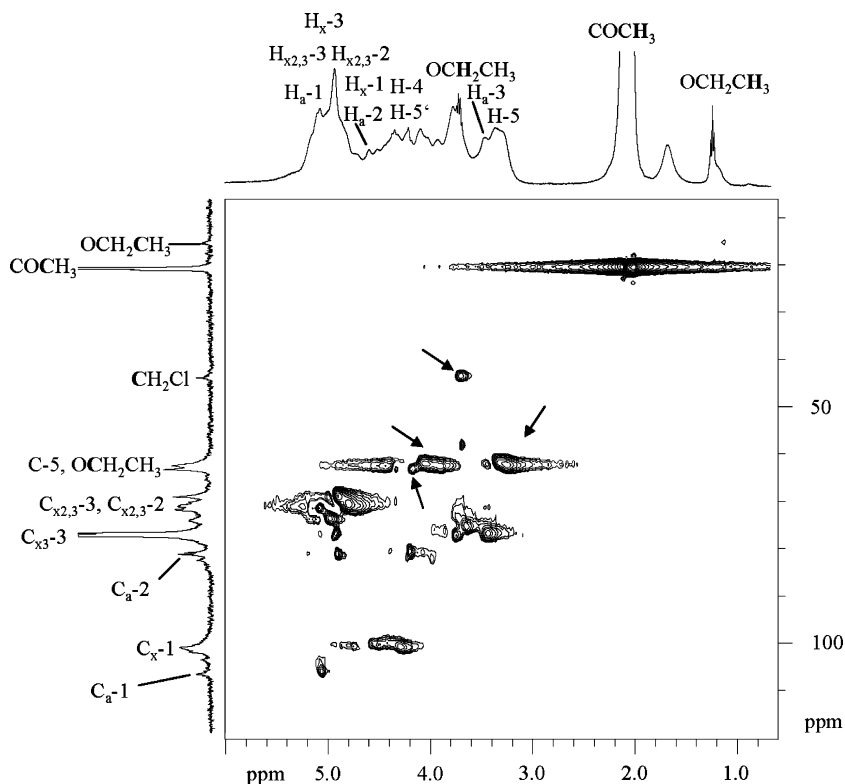 Hx-3
COCH3
Hx2,3-3 Hx2,3-2
OCH2CH3
Hx-1 H-4
OCH2CH3
Ha-1
Ha-3
Ha-2 H-5‘
H-5
OCH2CH3
COCH3
CH2Cl
50
C-5, OCH2CH3
Cx2,3-3, Cx2,3-2
Cx3-3
Ca-2
Cx-1
100
Ca-1
ppm
ppm 5.0 4.0 3.0 2.0 1.0